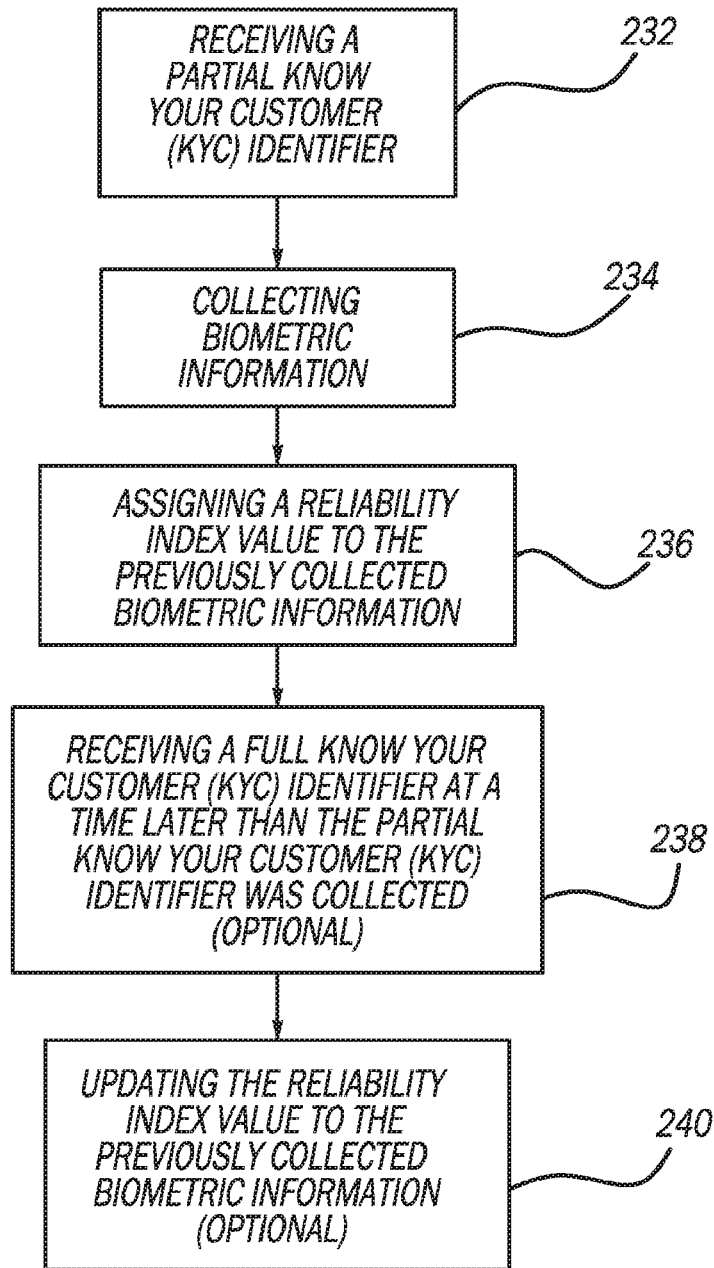 RECEIVING A
PARTIAL KNOW
YOUR CUSTOMER
(KYC) IDENTIFIER
232
COLLECTING
BIOMETRIC
INFORMATION
234
ASSIGNING A RELIABILITY
INDEX VALUE TO THE
PREVIOUSLY COLLECTED
BIOMETRIC INFORMATION
236
RECEIVING A FULL KNOW YOUR
CUSTOMER (KYC) IDENTIFIER AT A
TIME LATER THAN THE PARTIAL
KNOW YOUR CUSTOMER (KYC)
IDENTIFIER WAS COLLECTED
(OPTIONAL)
238
UPDATING THE RELIABILITY
INDEX VALUE TO THE
PREVIOUSLY COLLECTED
BIOMETRIC INFORMATION
(OPTIONAL)
240